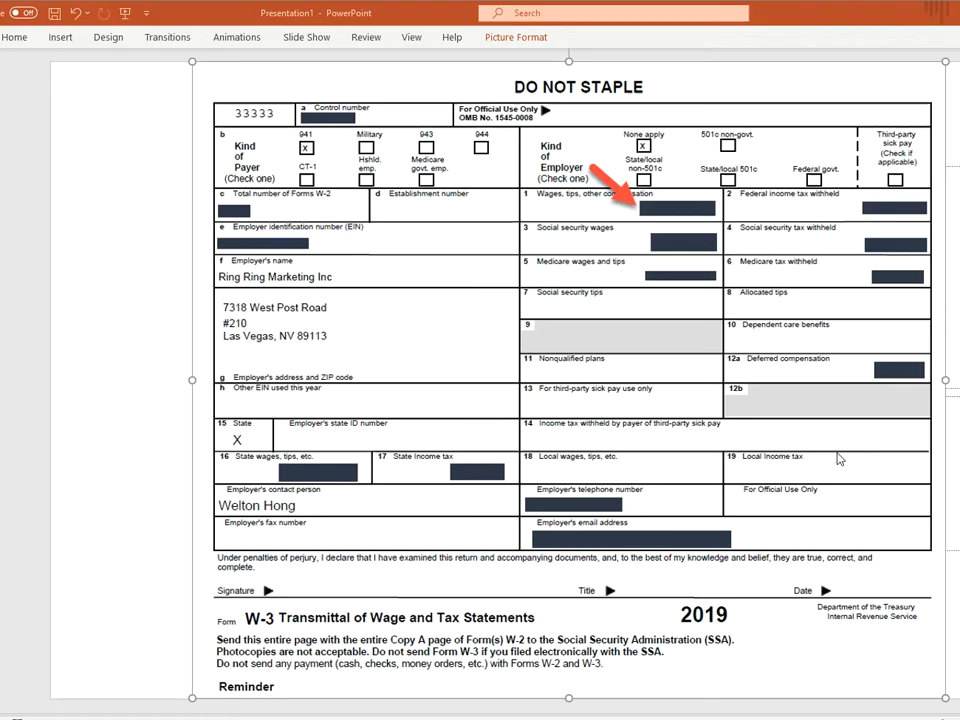 Off
Presentation1 - PowerPoint
Search
Home Insert Design Transitions Animations Slide Show Review View Help Picture Format
DO NOT STAPLE
33333
a Control number
For Official Use Only
OMB No. 1545-0008
b
Kind
of
Payer
(Check one)
941 Military 943 944
X
CT-1 Hshld. emp. Medicare govt. emp.
Kind
of
Employer
(Check one)
None apply 501c non-govt.
X
State/local non-501c State/local 501c Federal govt.
Third-party
sick pay
(Check if
applicable)
c Total number of Forms W-2
d Establishment number
1 Wages, tips, other compensation
2 Federal income tax withheld
e Employer identification number (EIN)
3 Social security wages
4 Social security tax withheld
f Employer's name
Ring Ring Marketing Inc
5 Medicare wages and tips
6 Medicare tax withheld
7318 West Post Road
#210
Las Vegas, NV 89113
7 Social security tips
8 Allocated tips
9
10 Dependent care benefits
g Employer's address and ZIP code
11 Nonqualified plans
12a Deferred compensation
h Other EIN used this year
13 For third-party sick pay use only
12b
15 State Employer's state ID number
X
14 Income tax withheld by payer of third-party sick pay
16 State wages, tips, etc.
17 State Income tax
18 Local wages, tips, etc.
19 Local Income tax
Employer's contact person
Welton Hong
Employer's telephone number
For Official Use Only
Employer's fax number
Employer's email address
Under penalties of perjury, I declare that I have examined this return and accompanying documents, and, to the best of my knowledge and belief, they are true, correct, and
complete.
Signature Title Date
Form W-3 Transmittal of Wage and Tax Statements 2019
Department of the Treasury
Internal Revenue Service
Send this entire page with the entire Copy A page of Form(s) W-2 to the Social Security Administration (SSA).
Photocopies are not acceptable. Do not send Form W-3 if you filed electronically with the SSA.
Do not send any payment (cash, checks, money orders, etc.) with Forms W-2 and W-3.
Reminder